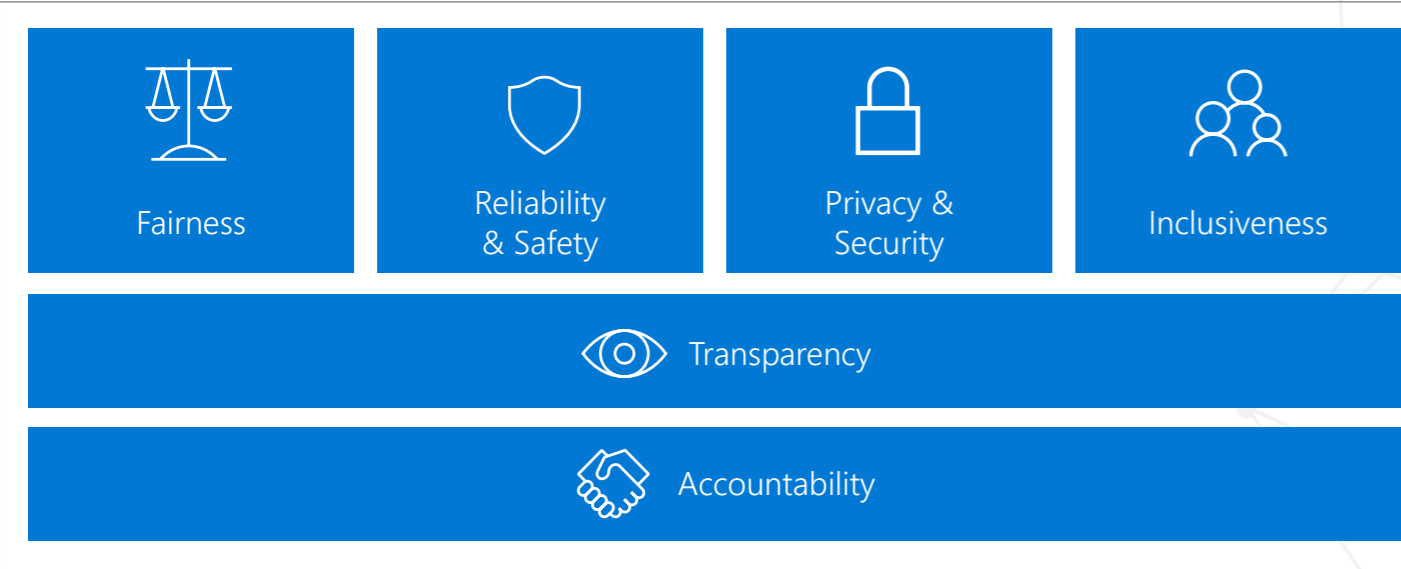 Fairness
Reliability
& Safety
Privacy &
Security
Inclusiveness
Transparency
Accountability